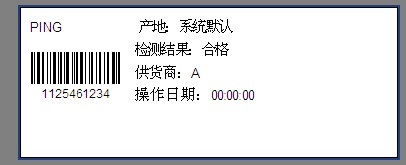 PING
产地：系统默认
检测结果：合格
供货商：A
操作日期：00:00:00
1125461234